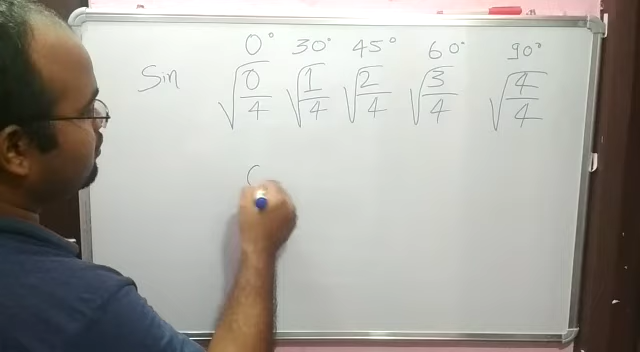 0° 30° 45° 60° 90°
Sin √0/4 √1/4 √2/4 √3/4 √4/4